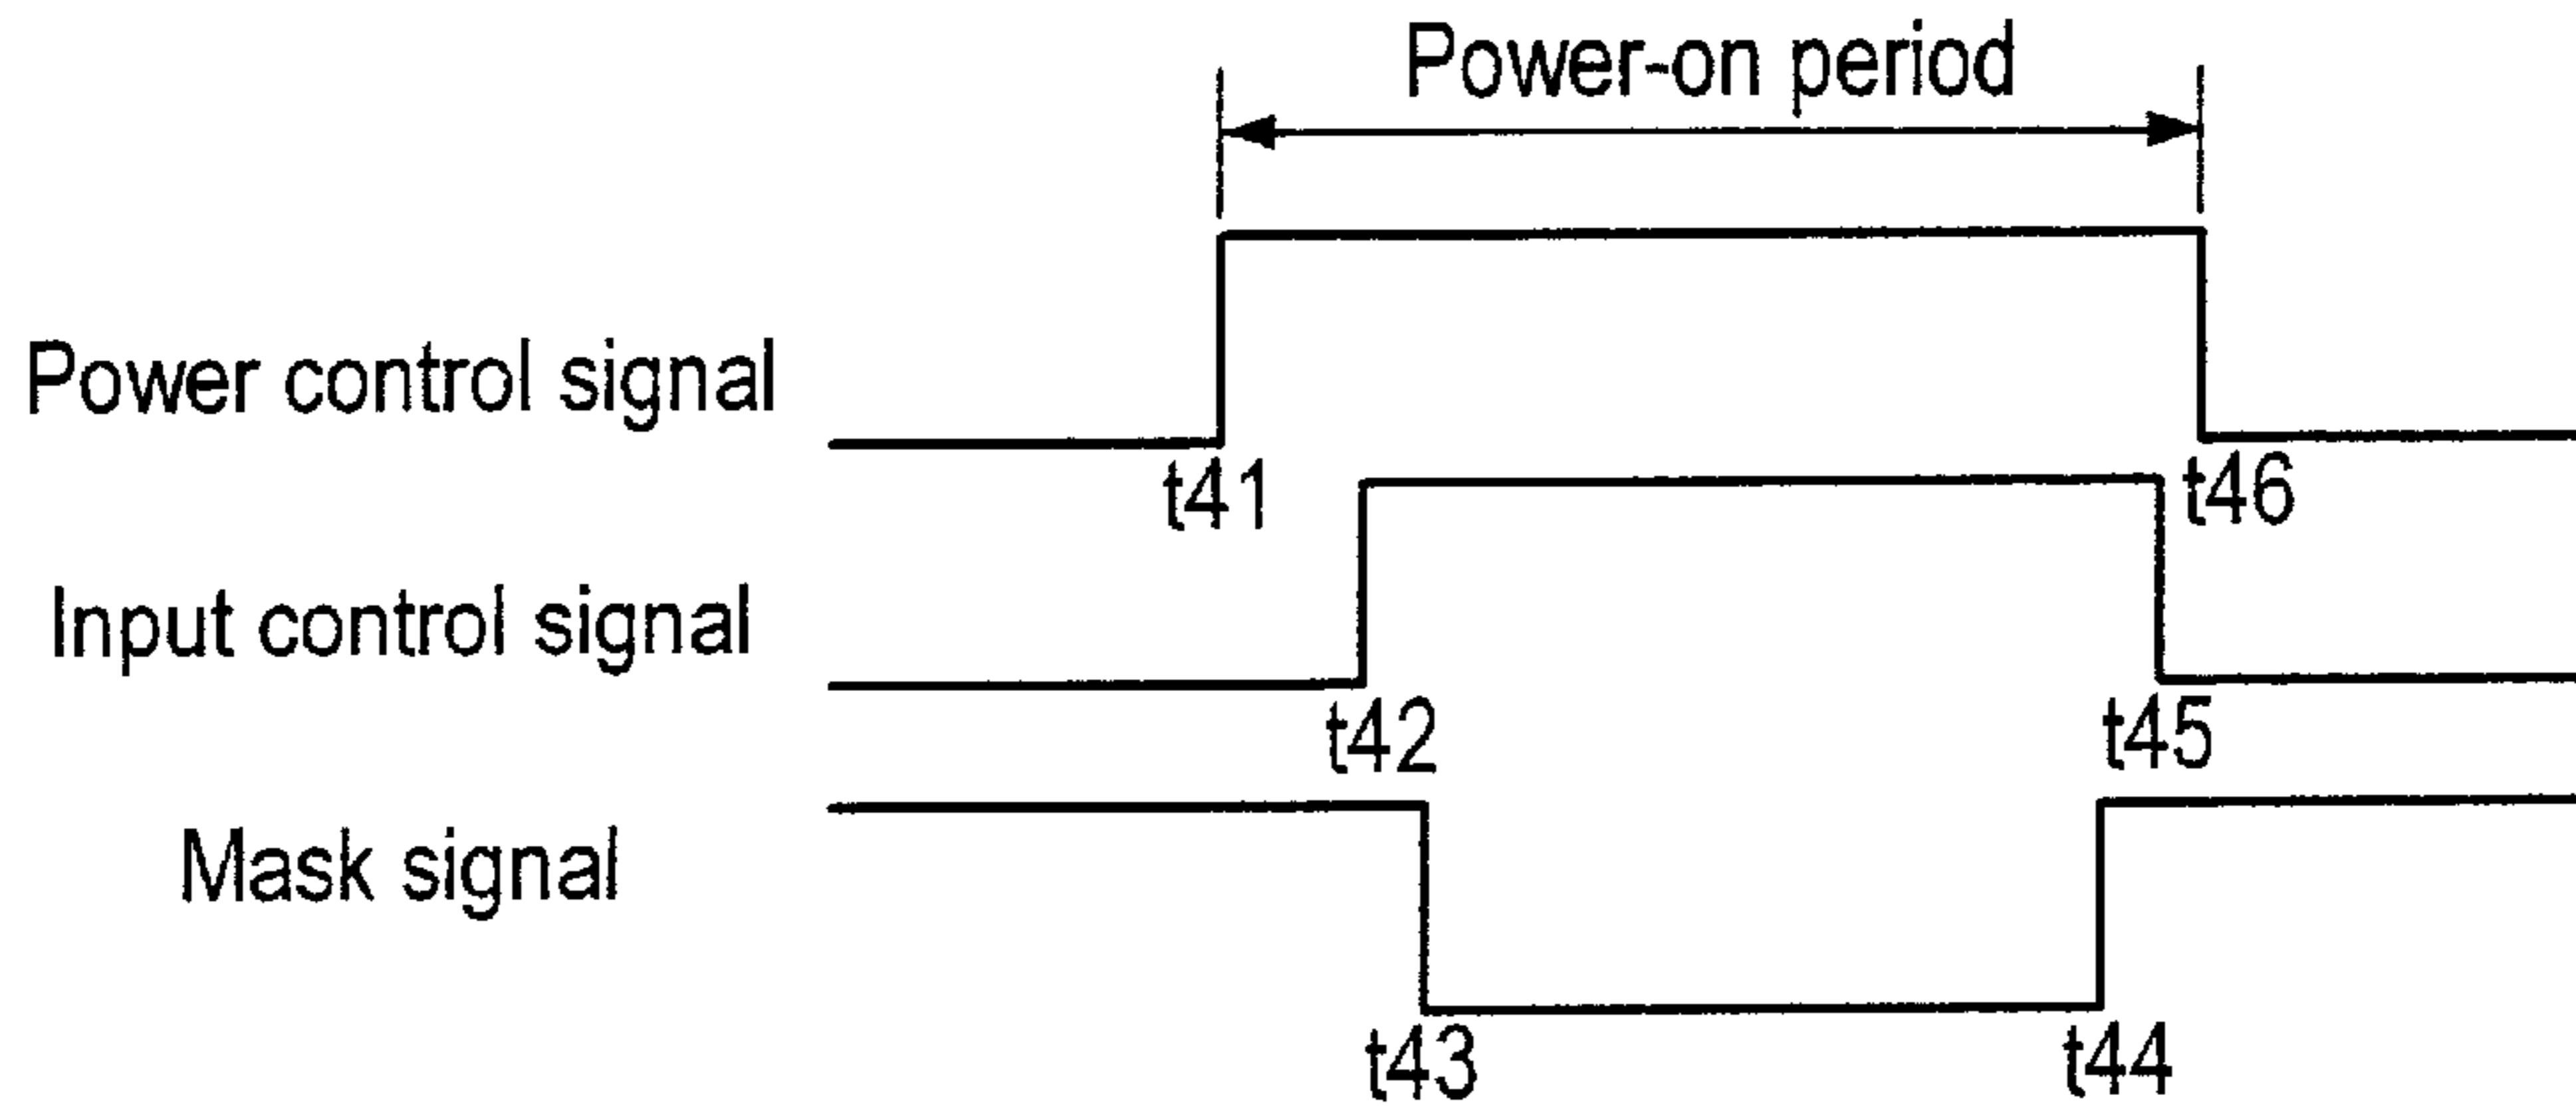 Power-on period
Power control signal
t41
t46
Input control signal
t42
t45
Mask signal
t43
t44